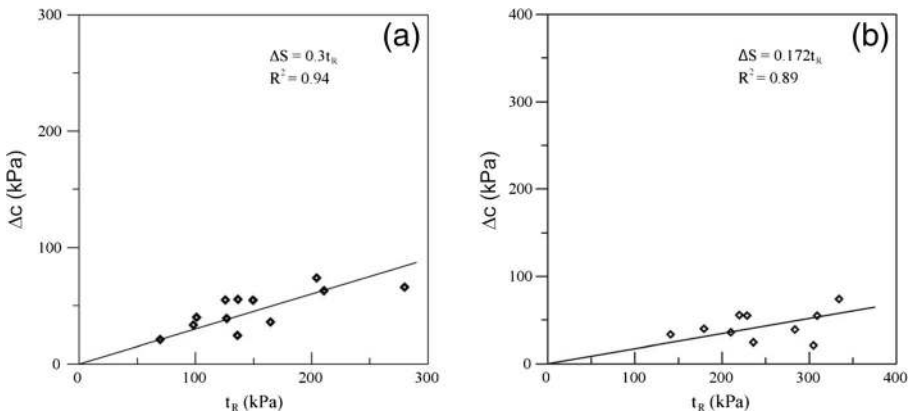 300
200
100
0
0
100
200
300
Δc (kPa)
t_R (kPa)
(a)
ΔS = 0.3t_R
R² = 0.94
400
300
200
100
0
0
100
200
300
400
Δc (kPa)
t_R (kPa)
(b)
ΔS = 0.172t_R
R² = 0.89